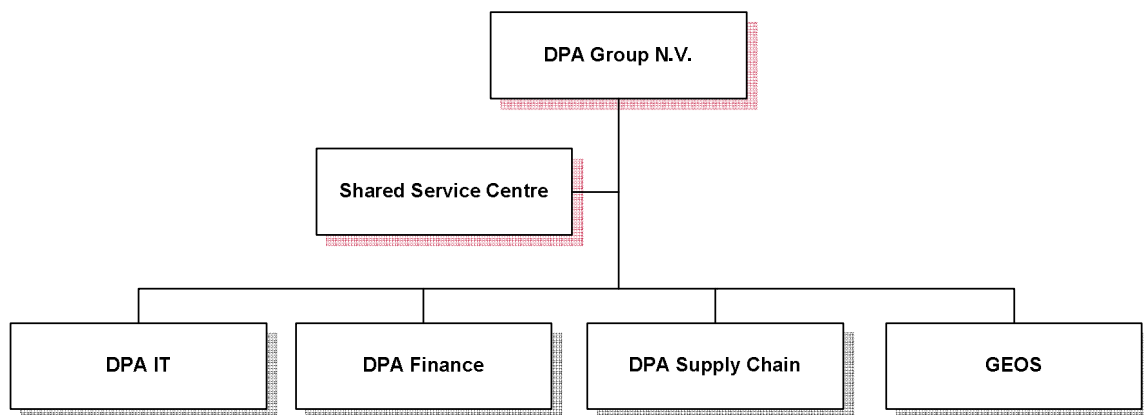 DPA Group N.V.
Shared Service Centre
DPA IT
DPA Finance
DPA Supply Chain
GEOS